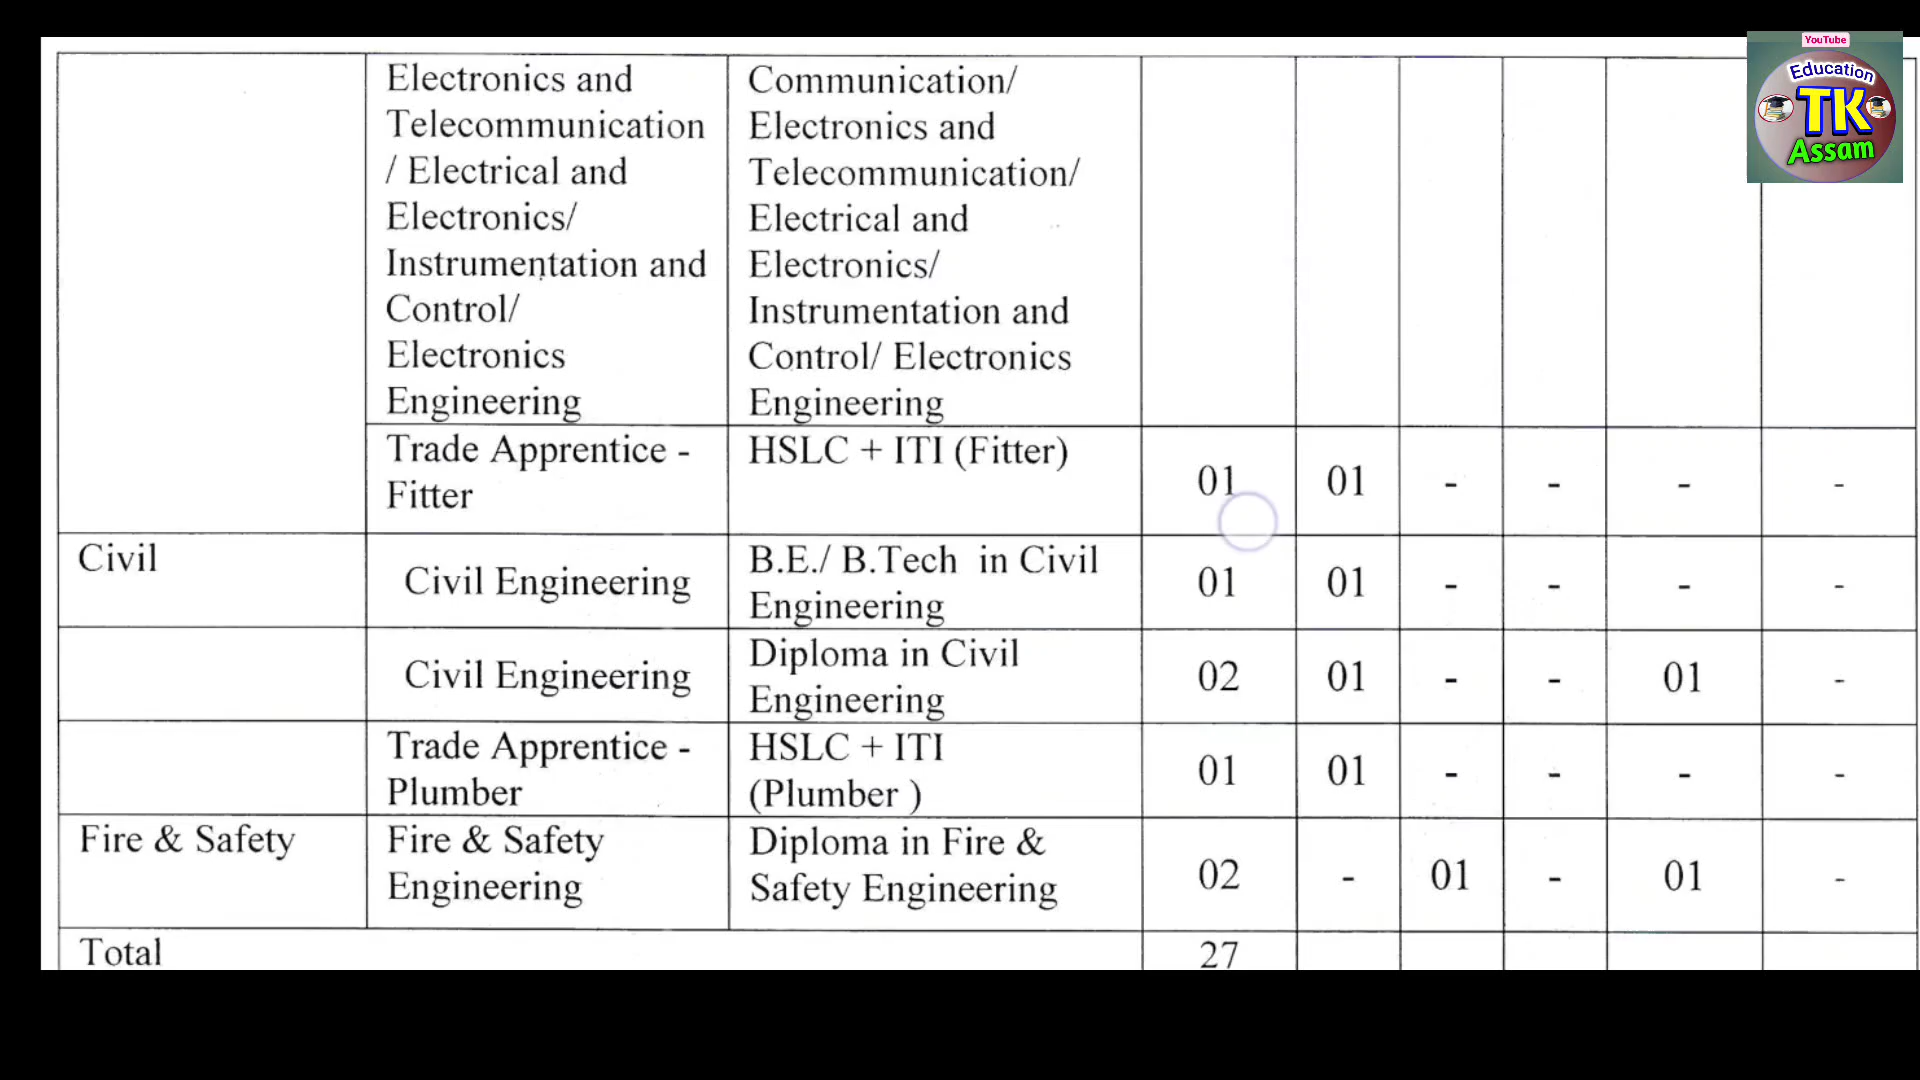 Electronics and
Telecommunication
/ Electrical and
Electronics/
Instrumentation and
Control/
Electronics
Engineering
Communication/
Electronics and
Telecommunication/
Electrical and
Electronics/
Instrumentation and
Control/ Electronics
Engineering
Trade Apprentice -
Fitter
HSLC + ITI (Fitter)
01 01 - - - -
Civil
Civil Engineering
B.E./ B.Tech in Civil
Engineering
01 01 - - - -
Civil Engineering
Diploma in Civil
Engineering
02 01 - - 01 -
Trade Apprentice -
Plumber
HSLC + ITI
(Plumber )
01 01 - - - -
Fire & Safety
Fire & Safety
Engineering
Diploma in Fire &
Safety Engineering
02 - 01 - 01 -
Total 27
YouTube
Education
TK
Assam